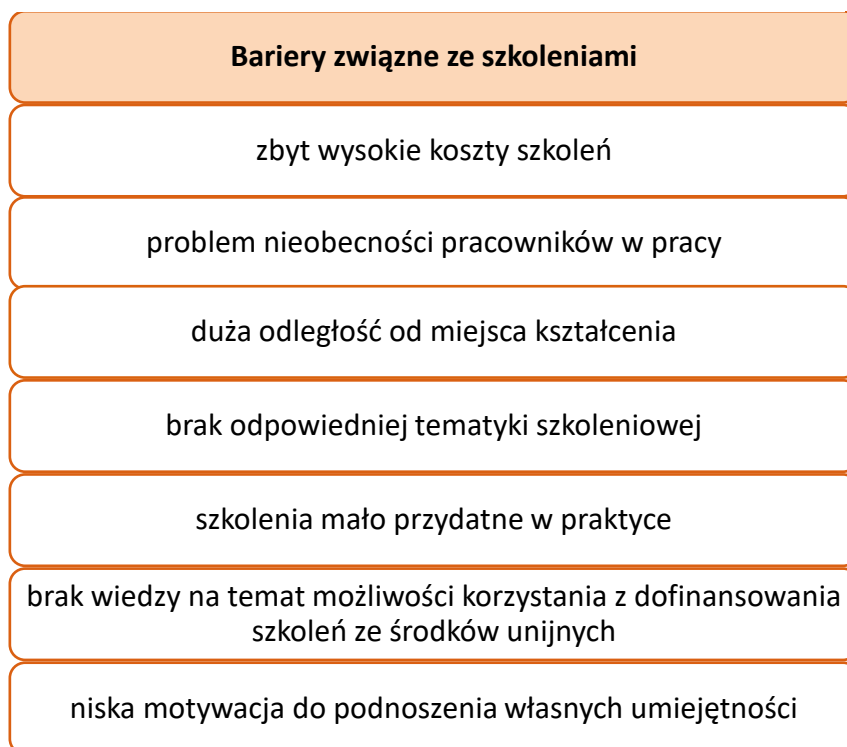 Bariery związne ze szkoleniami
zbyt wysokie koszty szkoleń
problem nieobecności pracowników w pracy
duża odległość od miejsca kształcenia
brak odpowiedniej tematyki szkoleniowej
szkolenia mało przydatne w praktyce
brak wiedzy na temat możliwości korzystania z dofinansowania
szkoleń ze środków unijnych
niska motywacja do podnoszenia własnych umiejętności